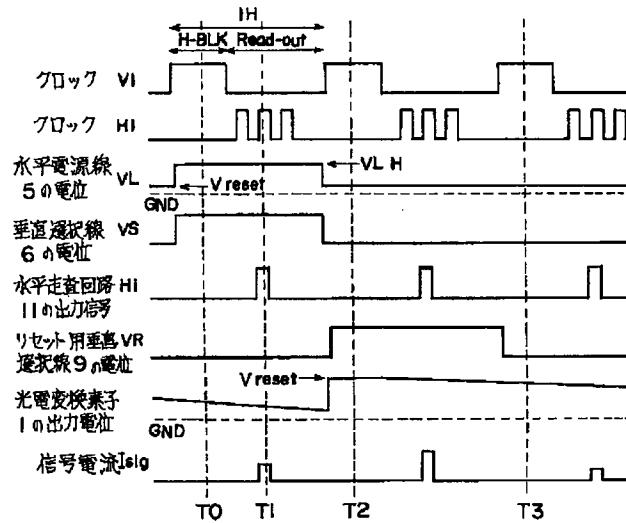 1H
H-BLK Read-out
クロック V1
クロック H1
水平電源線
5の電位 VL
VL H
V reset
GND
垂直選択線 VS
6の電位
水平走査回路 Hi
11の出力信号
リセット用垂直 VR
選択線9の電位
V reset
光電変換素子
1の出力電位
GND
信号電流 Isig
T0 T1 T2 T3